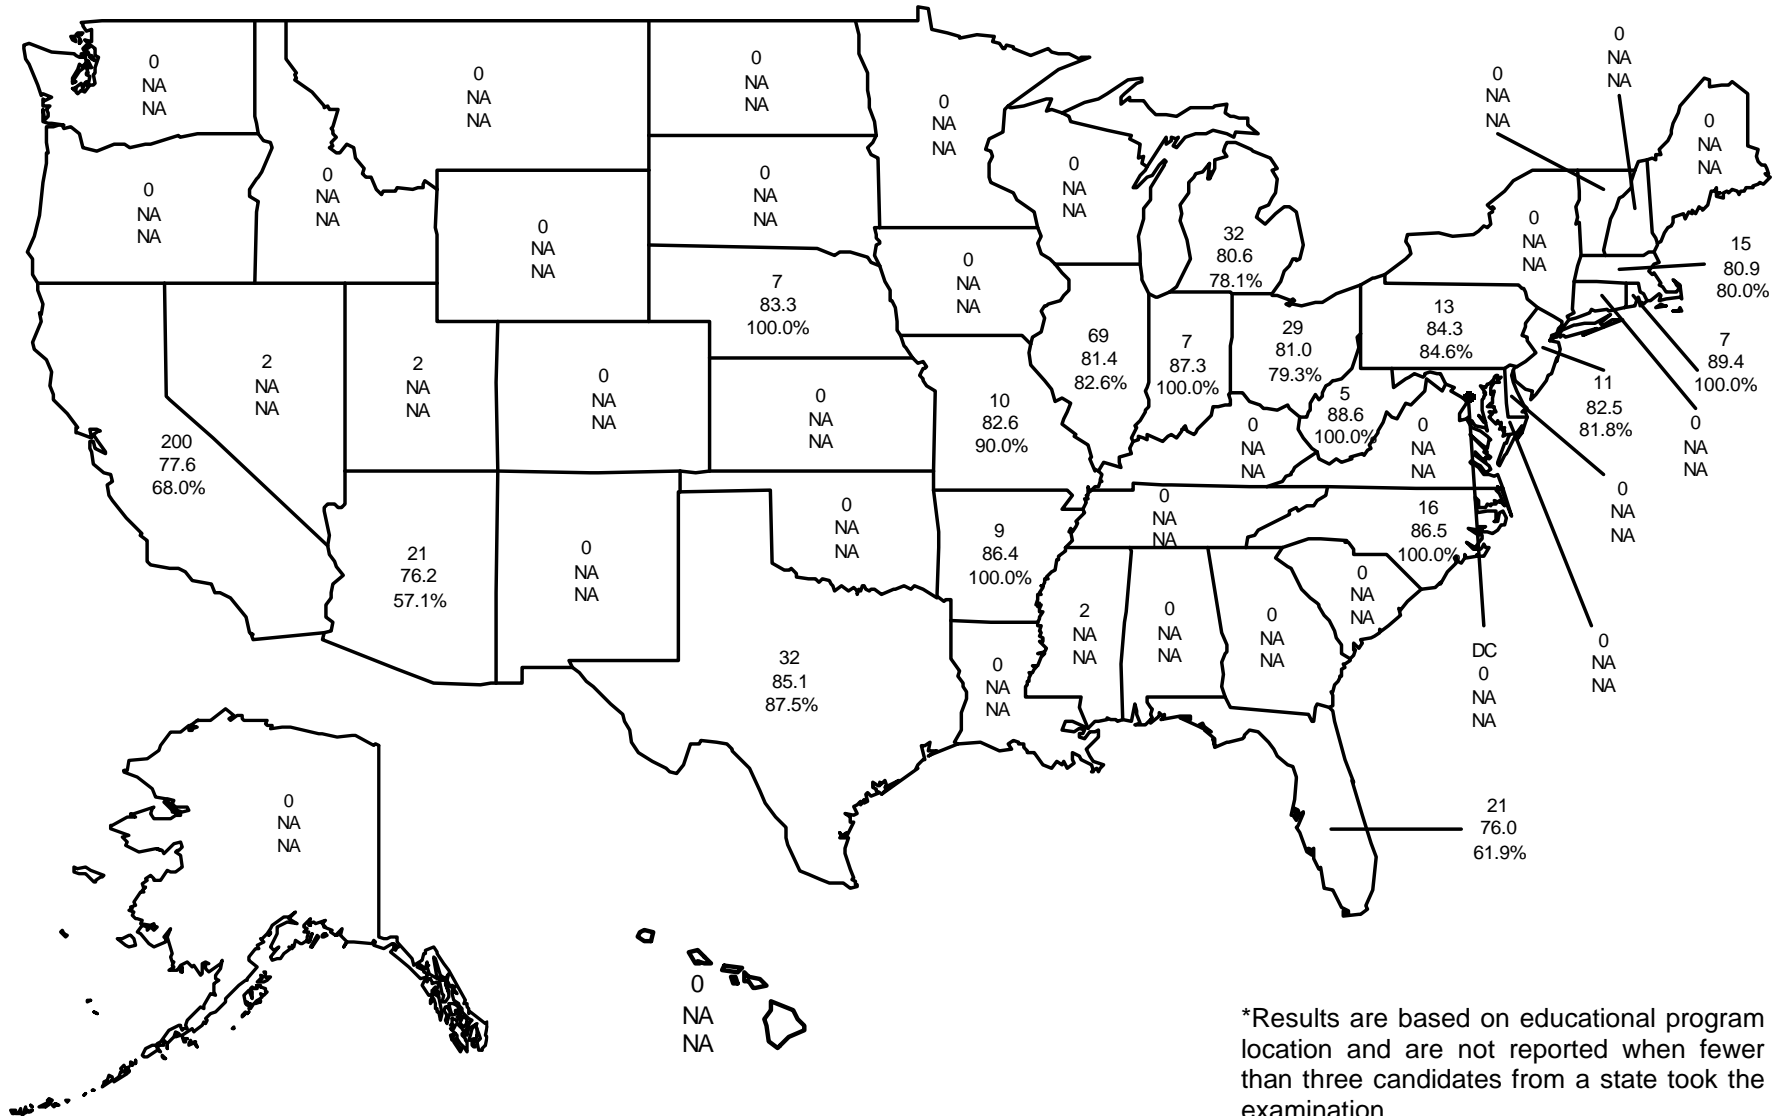 0
NA
NA
0
NA
NA
0
NA
NA
0
NA
NA
0
NA
NA
0
NA
NA
0
NA
NA
0
NA
NA
0
NA
NA
0
NA
NA
0
NA
NA
0
NA
NA
32
80.6
78.1%
0
NA
NA
15
80.9
80.0%
0
NA
NA
7
83.3
100.0%
69
81.4
82.6%
7
87.3
100.0%
29
81.0
79.3%
13
84.3
84.6%
7
89.4
100.0%
2
NA
NA
2
NA
NA
0
NA
NA
0
NA
NA
10
82.6
90.0%
5
88.6
100.0%
11
82.5
81.8%
200
77.6
68.0%
0
NA
NA
0
NA
NA
0
NA
NA
0
NA
NA
0
NA
NA
0
NA
NA
16
86.5
100.0%
21
76.2
57.1%
0
NA
NA
9
86.4
100.0%
0
NA
NA
2
NA
NA
0
NA
NA
0
NA
NA
DC
0
NA
NA
0
NA
NA
32
85.1
87.5%
0
NA
NA
0
NA
NA
21
76.0
61.9%
0
NA
NA
*Results are based on educational program
location and are not reported when fewer
than three candidates from a state took the
examination